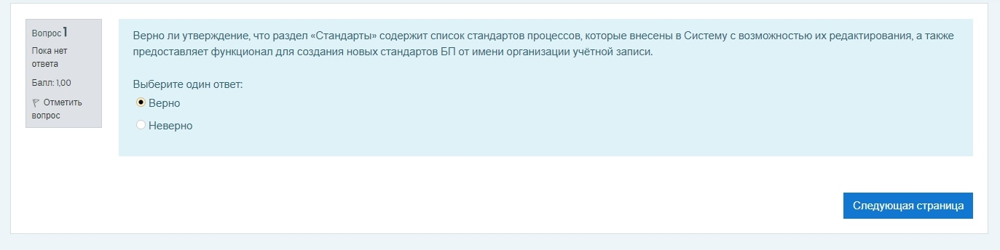 Вопрос 1
Пока нет
ответа
Балл: 1,00
Отметить
вопрос
Верно ли утверждение, что раздел «Стандарты» содержит список стандартов процессов, которые внесены в Систему с возможностью их редактирования, а также
предоставляет функционал для создания новых стандартов БП от имени организации учётной записи.
Выберите один ответ:
Верно
Неверно
Следующая страница